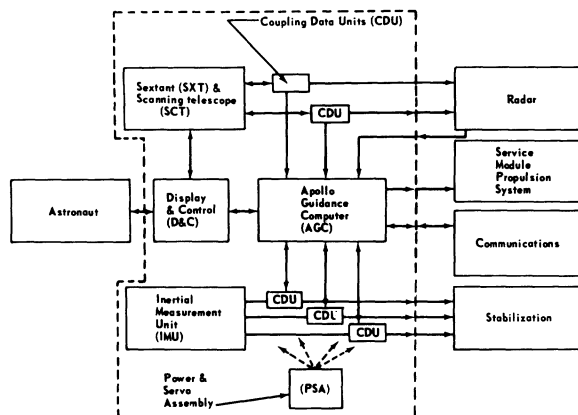 Coupling Data Units (CDU)
Sextant (SXT) &
Scanning telescope
(SCT)
CDU
Radar
Service
Module
Propulsion
System
Astronaut
Display
& Control
(D&C)
Apollo
Guidance
Computer
(AGC)
Communications
Inertial
Measurement
Unit
(IMU)
CDU
CDU
CDU
Stabilization
Power &
Servo
Assembly
(PSA)